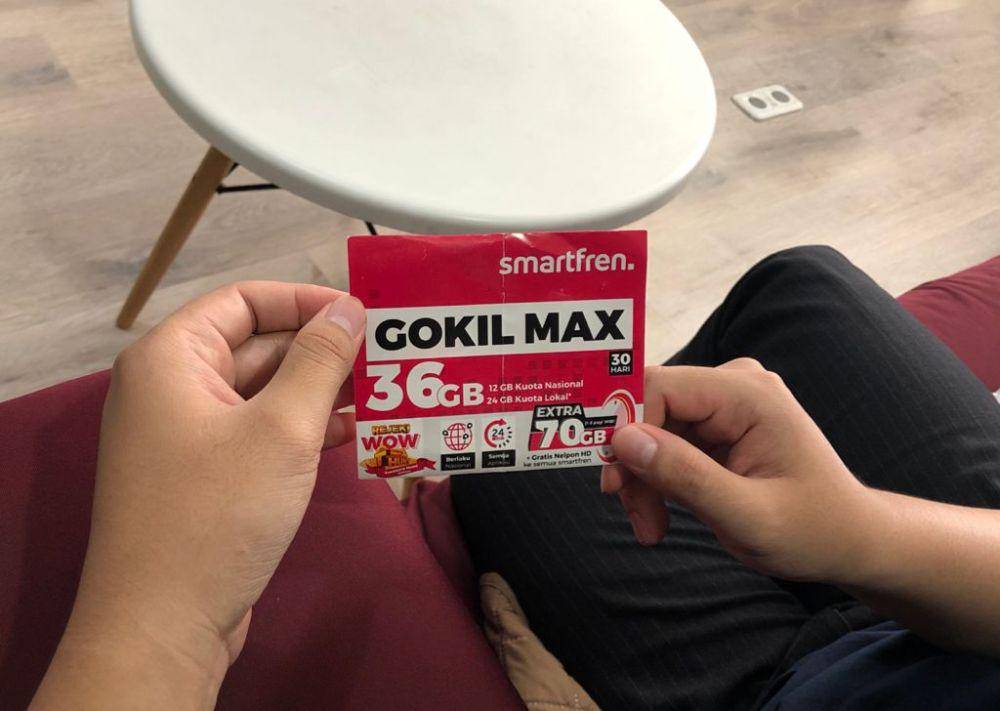 smartfren.
GOKIL MAX
30
HARI
36GB
12 GB Kuota Nasional
24 GB Kuota Lokal*
REJEKI
WOW
24
EXTRA
70GB
Berlaku
Nasional
Semua
Aplikasi
+ Gratis Nelpon HD
ke semua smartfren